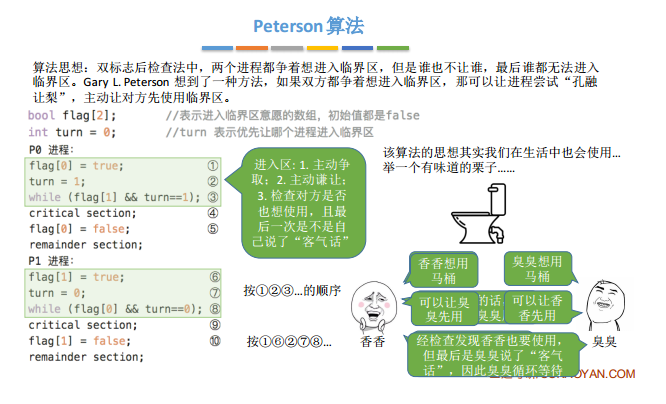 Peterson 算法
算法思想：双标志后检查法中，两个进程都争着想进入临界区，但是谁也不让谁，最后谁都无法进入
临界区。Gary L. Peterson 想到了一种方法，如果双方都争着想进入临界区，那可以让进程尝试“孔融
让梨”，主动让对方先使用临界区。
bool flag[2];    //表示进入临界区意愿的数组，初始值都是false
int turn = 0;    //turn 表示优先让哪个进程进入临界区
P0 进程：
flag[0] = true;    ①
turn = 1;    ②
while (flag[1] && turn==1);    ③
critical section;    ④
flag[0] = false;    ⑤
remainder section;
P1 进程：
flag[1] = true;    ⑥
turn = 0;    ⑦
while (flag[0] && turn==0);    ⑧
critical section;    ⑨
flag[1] = false;    ⑩
remainder section;
进入区：1. 主动争
取；2. 主动谦让；
3. 检查对方是否
也想使用，且最
后一次是不是自
己说了“客气话”
该算法的思想其实我们在生活中也会使用…
举一个有味道的栗子……
按①②③…的顺序
按①⑥②⑦⑧…
香香想用
马桶
臭臭想用
马桶
可以让臭
臭先用
的话
臭臭
可以让香
香先用
经检查发现香香也要使用，
但最后是臭臭说了“客气
话”，因此臭臭循环等待
香香
臭臭